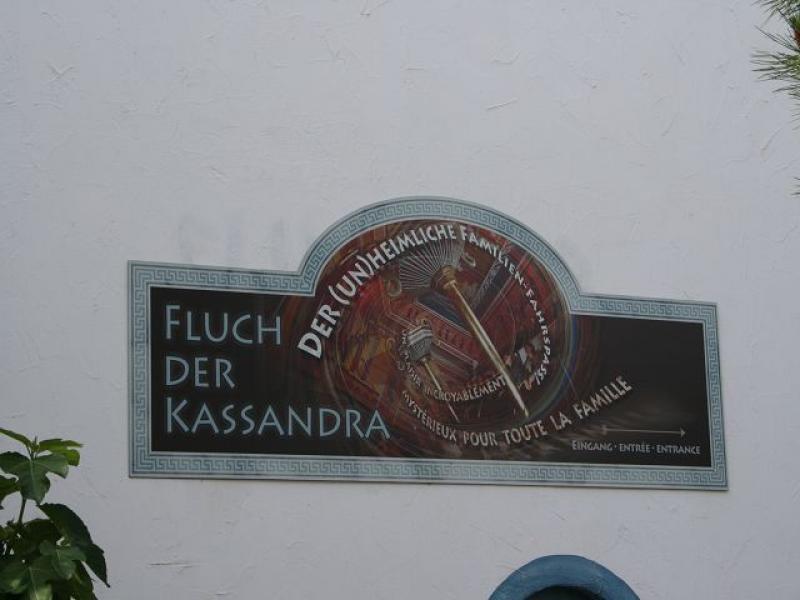 FLUCH
DER
KASSANDRA
DER (UN)HEIMLICHE FAMILIEN-FAHRSPASS!
INCROYABLEMENT
MYSTÉRIEUX POUR TOUTE LA FAMILLE
EINGANG · ENTRÉE · ENTRANCE